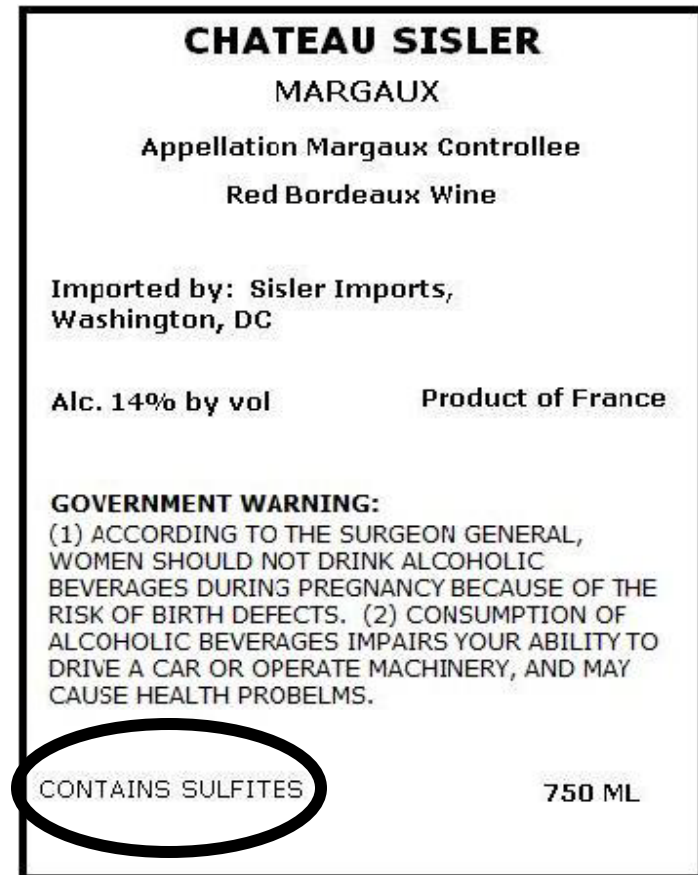 CHATEAU SISLER
MARGAUX
Appellation Margaux Controllee
Red Bordeaux Wine
Imported by: Sisler Imports,
Washington, DC
Alc. 14% by vol
Product of France
GOVERNMENT WARNING:
(1) ACCORDING TO THE SURGEON GENERAL,
WOMEN SHOULD NOT DRINK ALCOHOLIC
BEVERAGES DURING PREGNANCY BECAUSE OF THE
RISK OF BIRTH DEFECTS. (2) CONSUMPTION OF
ALCOHOLIC BEVERAGES IMPAIRS YOUR ABILITY TO
DRIVE A CAR OR OPERATE MACHINERY, AND MAY
CAUSE HEALTH PROBELMS.
CONTAINS SULFITES
750 ML